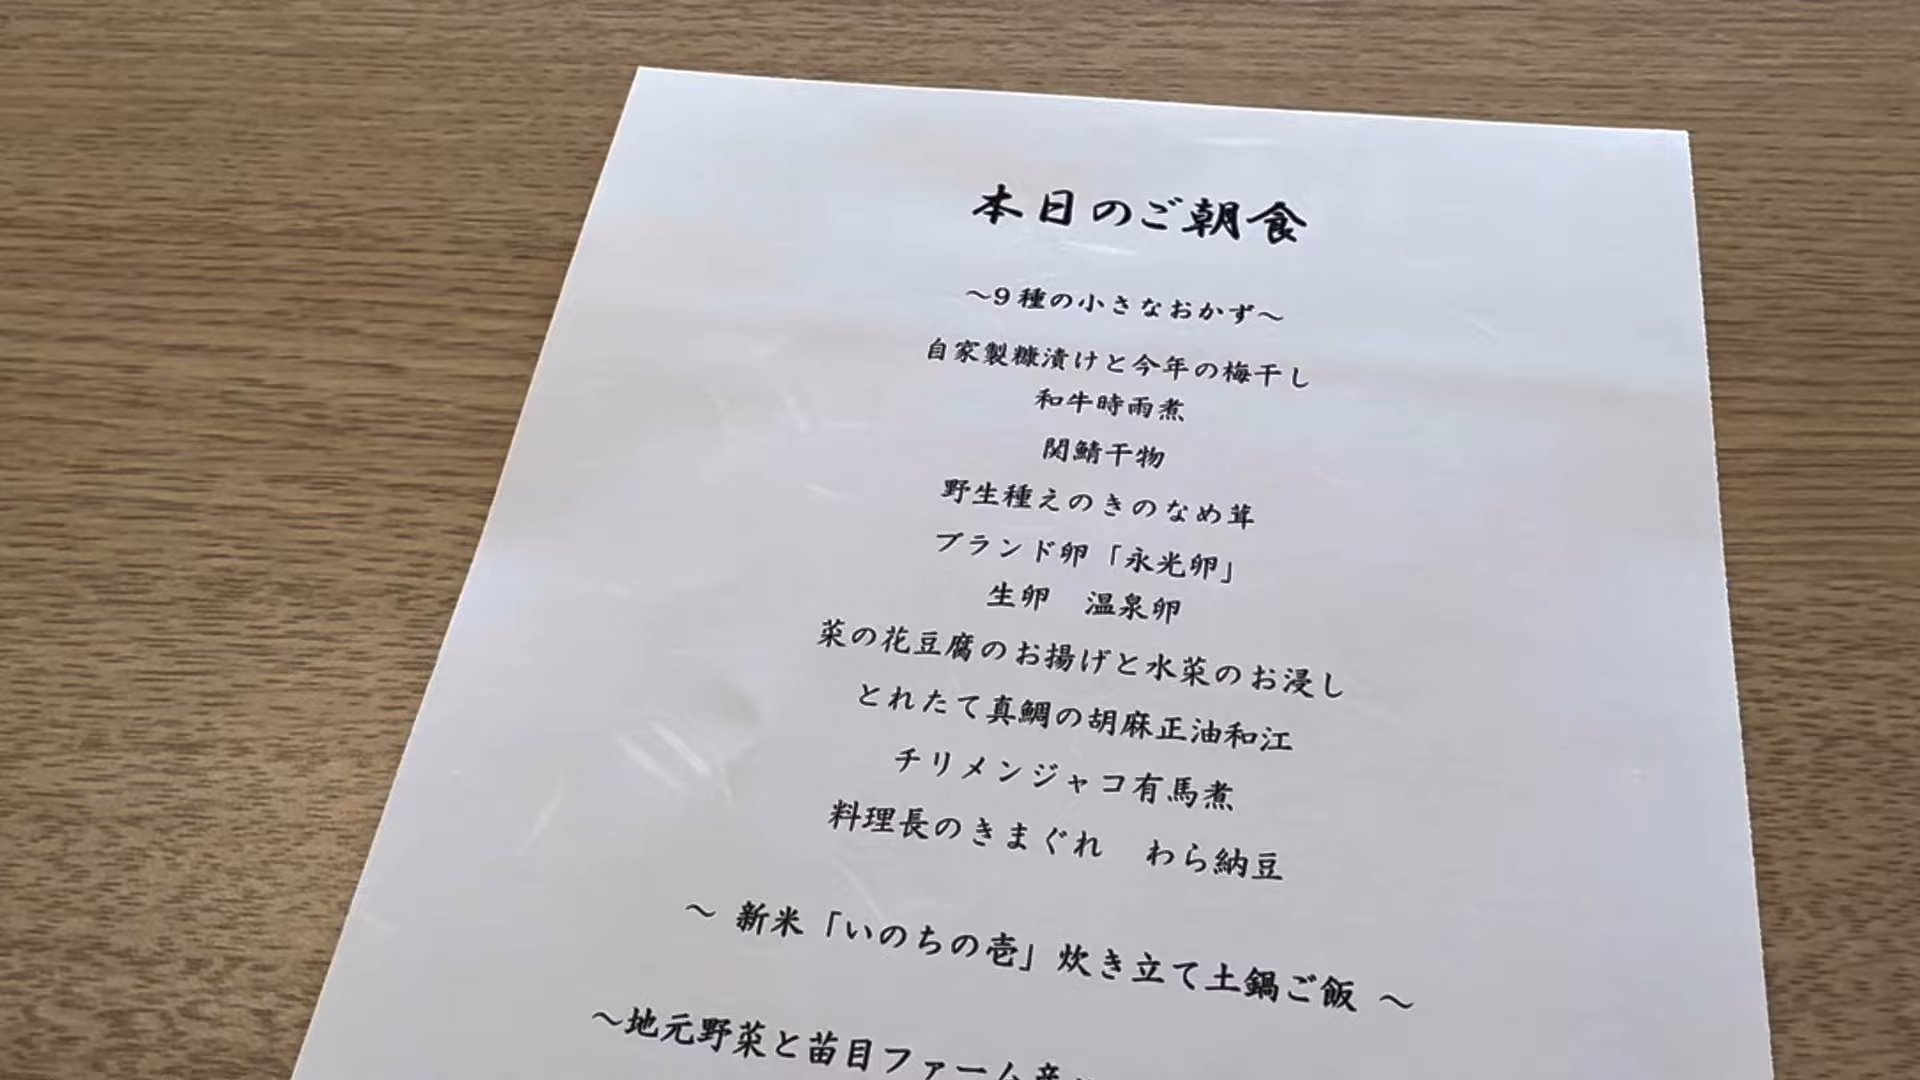 本日のご朝食
〜9種の小さなおかず〜
自家製糠漬けと今年の梅干し
和牛時雨煮
関鯖干物
野生種えのきのなめ茸
ブランド卵「永光卵」
生卵　温泉卵
菜の花豆腐のお揚げと水菜のお浸し
とれたて真鯛の胡麻正油和江
チリメンジャコ有馬煮
料理長のきまぐれ　わら納豆
〜 新米「いのちの壱」炊き立て土鍋ご飯 〜
〜地元野菜と苗目ファーム産